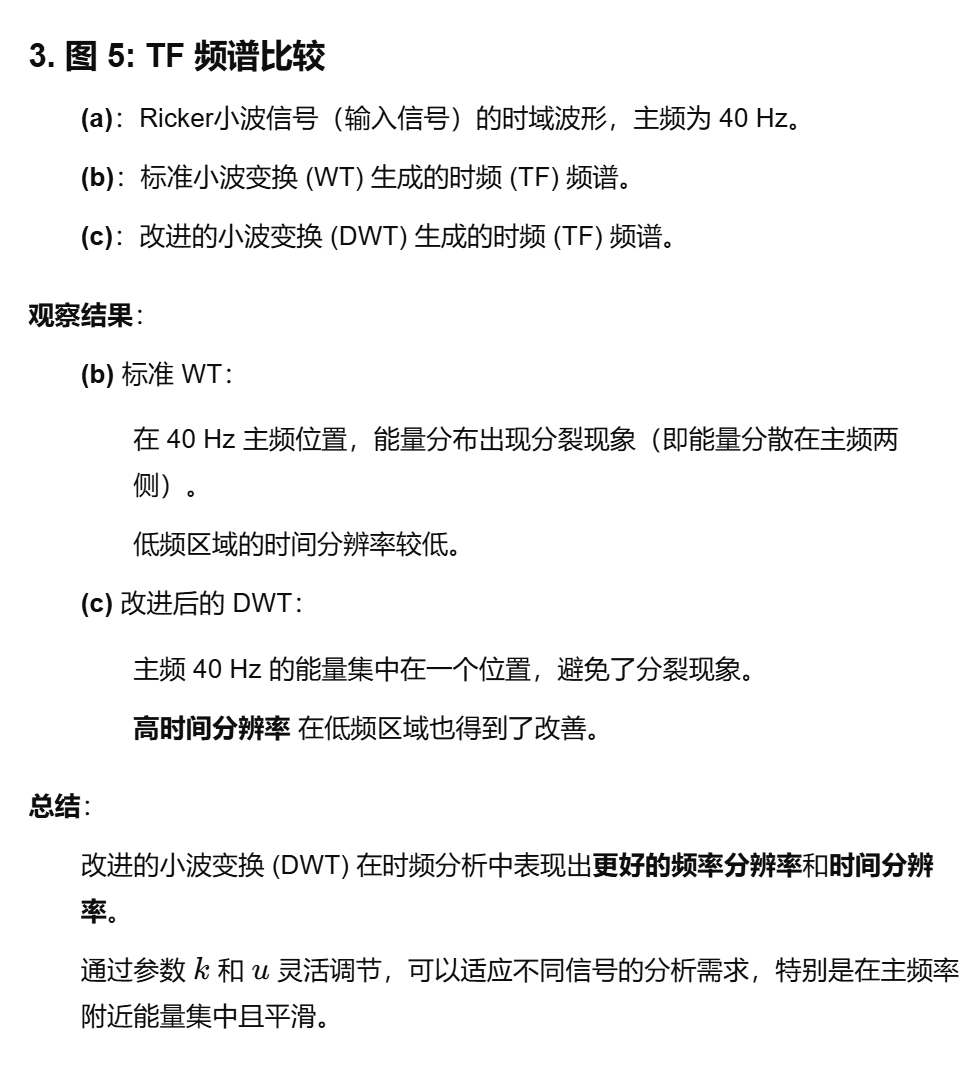 3. 图 5: TF 频谱比较
(a)：Ricker小波信号（输入信号）的时域波形，主频为 40 Hz。
(b)：标准小波变换 (WT) 生成的时频 (TF) 频谱。
(c)：改进的小波变换 (DWT) 生成的时频 (TF) 频谱。
观察结果：
(b) 标准 WT：
在 40 Hz 主频位置，能量分布出现分裂现象（即能量分散在主频两
侧）。
低频区域的时间分辨率较低。
(c) 改进后的 DWT：
主频 40 Hz 的能量集中在一个位置，避免了分裂现象。
高时间分辨率 在低频区域也得到了改善。
总结：
改进的小波变换 (DWT) 在时频分析中表现出更好的频率分辨率和时间分辨
率。
通过参数 k 和 u 灵活调节，可以适应不同信号的分析需求，特别是在主频率
附近能量集中且平滑。